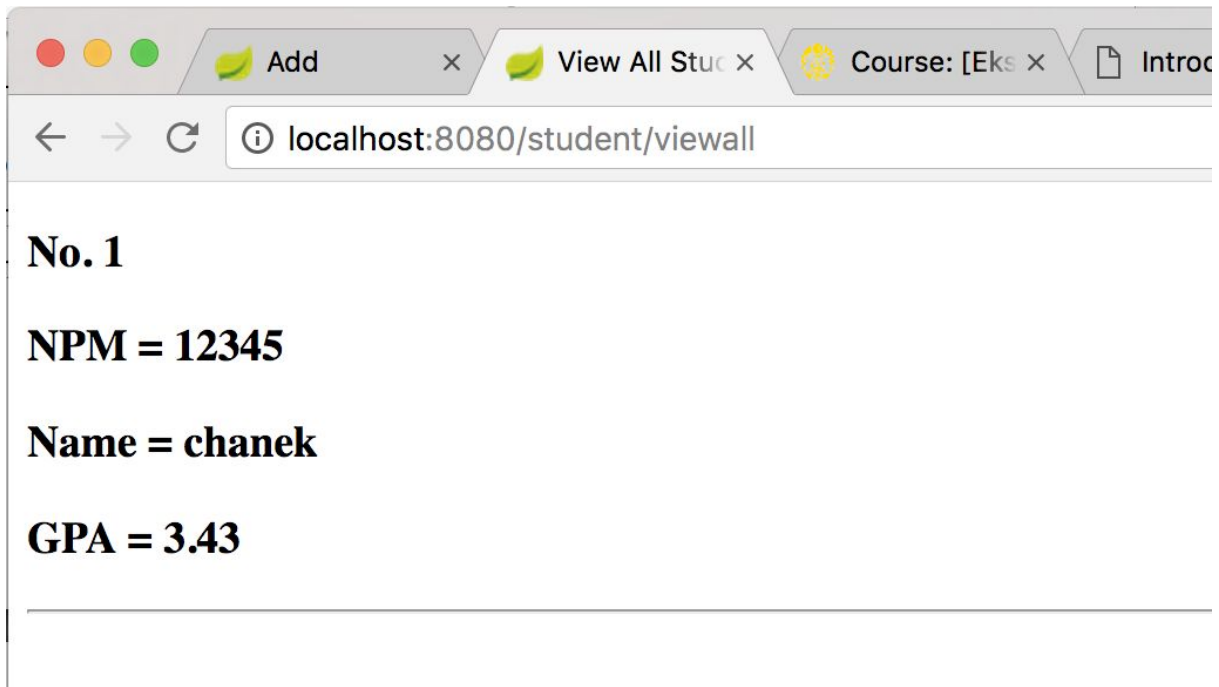 Add View All Stud Course: [Eks Introd
localhost:8080/student/viewall
No. 1
NPM = 12345
Name = chanek
GPA = 3.43